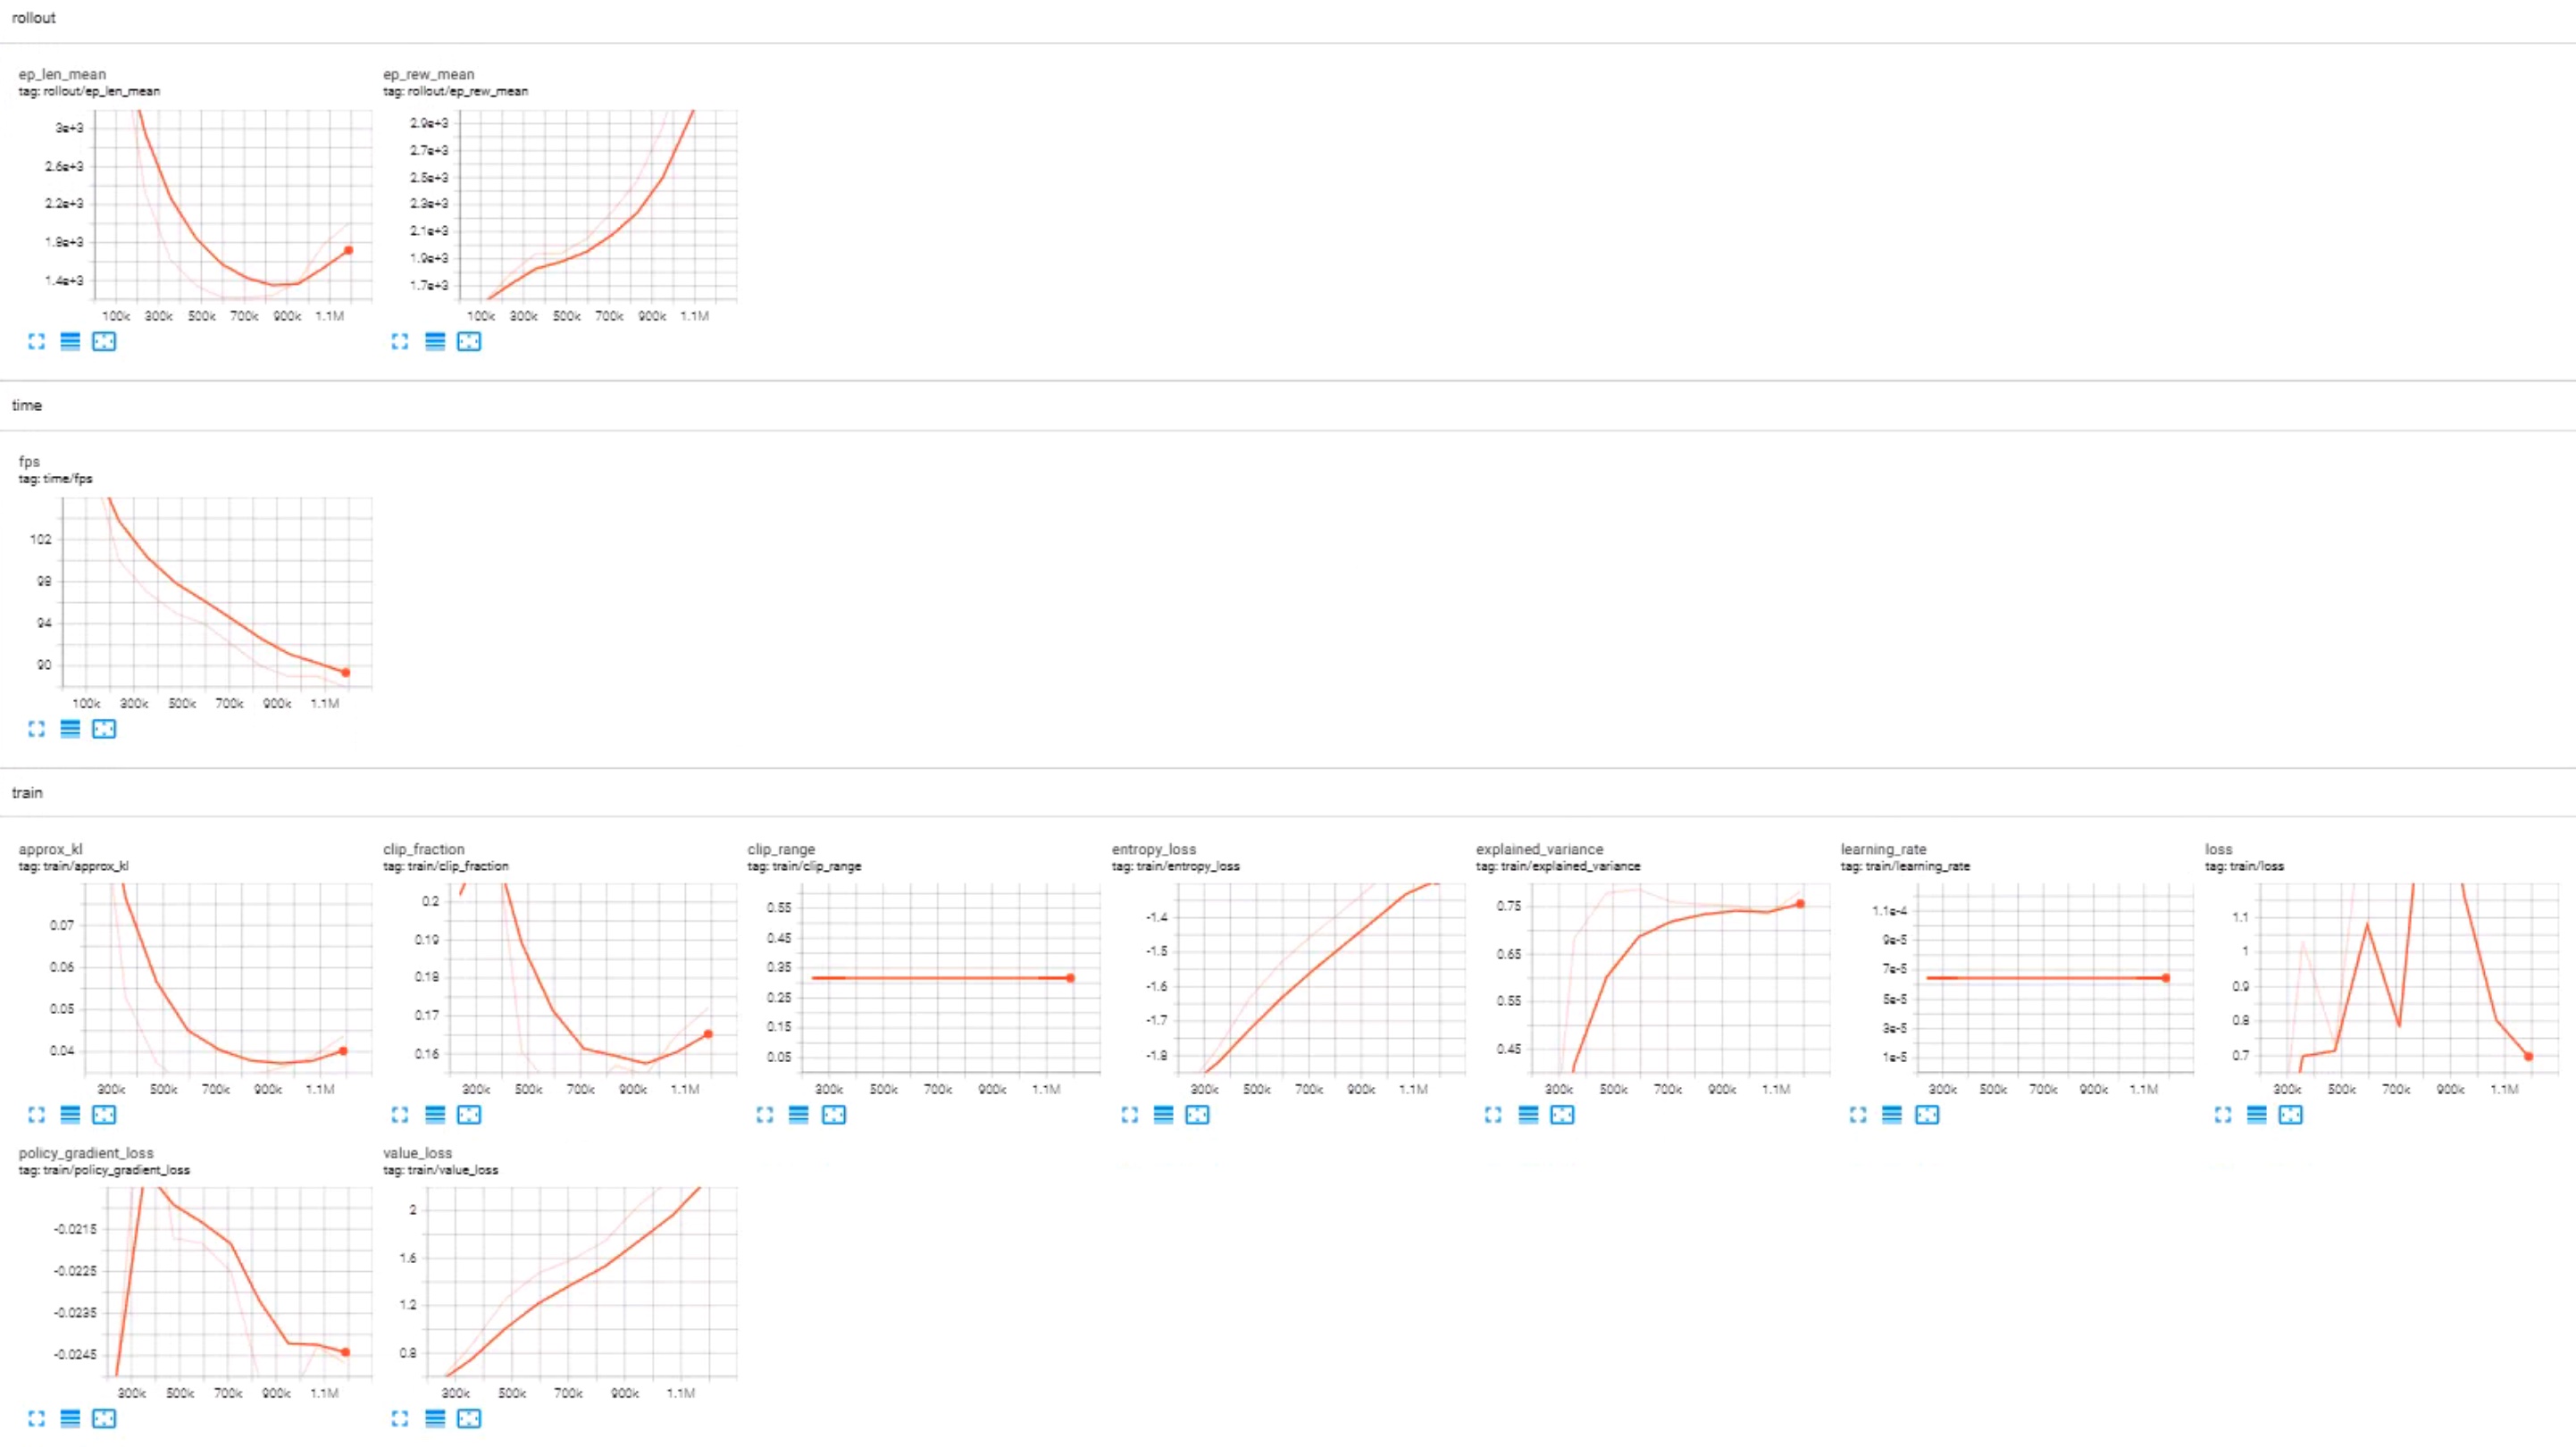 rollout
ep_len_mean
tag: rollout/ep_len_mean
3e+3
2.6e+3
2.2e+3
1.8e+3
1.4e+3
100k 300k 500k 700k 900k 1.1M
ep_rew_mean
tag: rollout/ep_rew_mean
2.9e+3
2.7e+3
2.5e+3
2.3e+3
2.1e+3
1.9e+3
1.7e+3
100k 300k 500k 700k 900k 1.1M
time
fps
tag: time/fps
102
98
94
90
100k 300k 500k 700k 900k 1.1M
train
approx_kl
tag: train/approx_kl
0.07
0.06
0.05
0.04
300k 500k 700k 900k 1.1M
clip_fraction
tag: train/clip_fraction
0.2
0.19
0.18
0.17
0.16
300k 500k 700k 900k 1.1M
clip_range
tag: train/clip_range
0.55
0.45
0.35
0.25
0.15
0.05
300k 500k 700k 900k 1.1M
entropy_loss
tag: train/entropy_loss
-1.4
-1.5
-1.6
-1.7
-1.8
300k 500k 700k 900k 1.1M
explained_variance
tag: train/explained_variance
0.75
0.65
0.55
0.45
300k 500k 700k 900k 1.1M
learning_rate
tag: train/learning_rate
1.1e-4
9e-5
7e-5
5e-5
3e-5
1e-5
300k 500k 700k 900k 1.1M
loss
tag: train/loss
1.1
1
0.9
0.8
0.7
300k 500k 700k 900k 1.1M
policy_gradient_loss
tag: train/policy_gradient_loss
-0.0215
-0.0225
-0.0235
-0.0245
300k 500k 700k 900k 1.1M
value_loss
tag: train/value_loss
2
1.6
1.2
0.8
300k 500k 700k 900k 1.1M